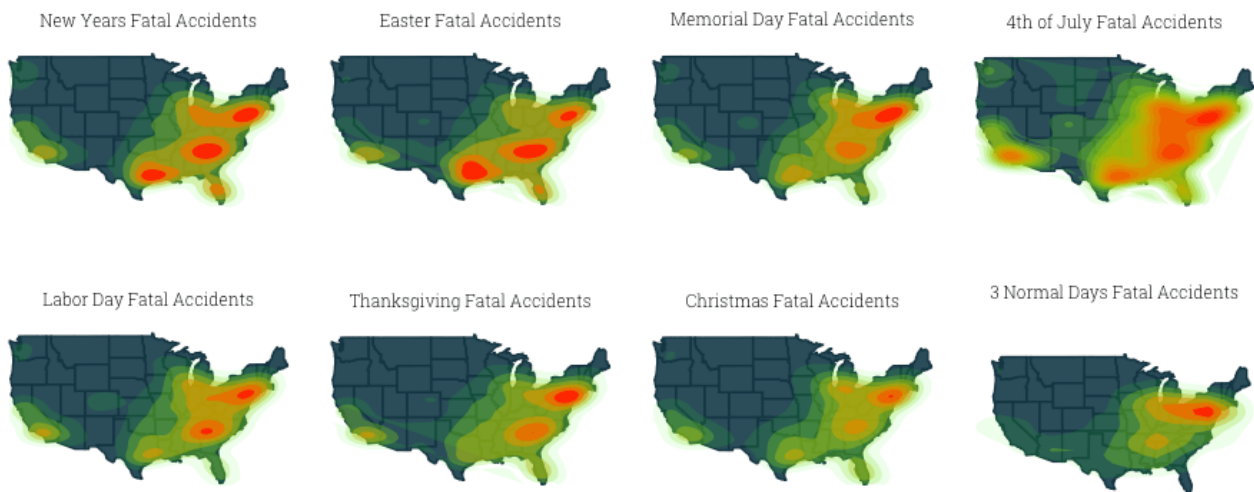 New Years Fatal Accidents
Easter Fatal Accidents
Memorial Day Fatal Accidents
4th of July Fatal Accidents
Labor Day Fatal Accidents
Thanksgiving Fatal Accidents
Christmas Fatal Accidents
3 Normal Days Fatal Accidents